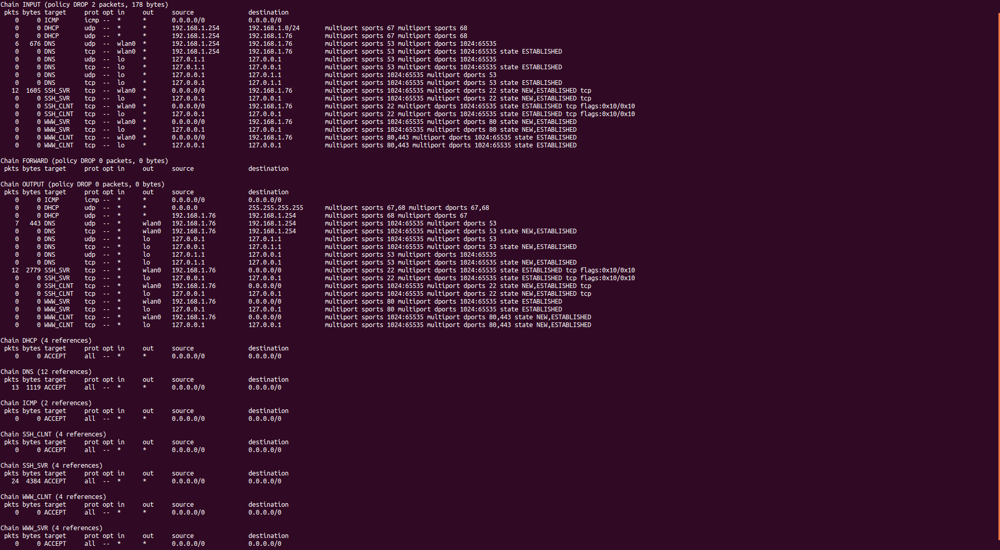 Chain INPUT (policy DROP 2 packets, 178 bytes)
 pkts bytes target     prot opt in     out     source               destination
    0     0 ICMP       icmp --  *      *       0.0.0.0/0            0.0.0.0/0
    0     0 DHCP       udp  --  *      *       192.168.1.254        192.168.1.0/24       multiport sports 67 multiport sports 68
    0     0 DHCP       udp  --  *      *       192.168.1.254        192.168.1.76         multiport sports 67 multiport dports 68
    6   676 DNS        udp  --  wlan0  *       192.168.1.254        192.168.1.76         multiport sports 53 multiport dports 1024:65535
    0     0 DNS        tcp  --  wlan0  *       192.168.1.254        192.168.1.76         multiport sports 53 multiport dports 1024:65535 state ESTABLISHED
    0     0 DNS        udp  --  lo     *       127.0.1.1            127.0.0.1            multiport sports 53 multiport dports 1024:65535
    0     0 DNS        tcp  --  lo     *       127.0.1.1            127.0.0.1            multiport sports 53 multiport dports 1024:65535 state ESTABLISHED
    0     0 DNS        udp  --  lo     *       127.0.0.1            127.0.1.1            multiport sports 1024:65535 multiport dports 53
    0     0 DNS        tcp  --  lo     *       127.0.0.1            127.0.1.1            multiport sports 1024:65535 multiport dports 53 state ESTABLISHED
   12  1605 SSH_SVR    tcp  --  wlan0  *       0.0.0.0/0            192.168.1.76         multiport sports 1024:65535 multiport dports 22 state NEW,ESTABLISHED tcp
    0     0 SSH_SVR    tcp  --  lo     *       127.0.0.1            127.0.0.1            multiport sports 1024:65535 multiport dports 22 state NEW,ESTABLISHED tcp
    0     0 SSH_CLNT   tcp  --  wlan0  *       0.0.0.0/0            192.168.1.76         multiport sports 22 multiport dports 1024:65535 state ESTABLISHED tcp flags:0x10/0x10
    0     0 SSH_CLNT   tcp  --  lo     *       127.0.0.1            127.0.0.1            multiport sports 22 multiport dports 1024:65535 state ESTABLISHED tcp flags:0x10/0x10
    0     0 WWW_SVR    tcp  --  wlan0  *       0.0.0.0/0            192.168.1.76         multiport sports 1024:65535 multiport dports 80 state NEW,ESTABLISHED
    0     0 WWW_SVR    tcp  --  lo     *       127.0.0.1            127.0.0.1            multiport sports 1024:65535 multiport dports 80 state NEW,ESTABLISHED
    0     0 WWW_CLNT   tcp  --  wlan0  *       0.0.0.0/0            192.168.1.76         multiport sports 80,443 multiport dports 1024:65535 state ESTABLISHED
    0     0 WWW_CLNT   tcp  --  lo     *       127.0.0.1            127.0.0.1            multiport sports 80,443 multiport dports 1024:65535 state ESTABLISHED

Chain FORWARD (policy DROP 0 packets, 0 bytes)
 pkts bytes target     prot opt in     out     source               destination

Chain OUTPUT (policy DROP 0 packets, 0 bytes)
 pkts bytes target     prot opt in     out     source               destination
    0     0 ICMP       icmp --  *      *       0.0.0.0/0            0.0.0.0/0
    0     0 DHCP       udp  --  *      *       0.0.0.0              255.255.255.255      multiport sports 67,68 multiport dports 67,68
    0     0 DHCP       udp  --  *      *       192.168.1.76         192.168.1.254        multiport sports 68 multiport dports 67
    7   443 DNS        udp  --  *      wlan0   192.168.1.76         192.168.1.254        multiport sports 1024:65535 multiport dports 53
    0     0 DNS        tcp  --  *      wlan0   192.168.1.76         192.168.1.254        multiport sports 1024:65535 multiport dports 53 state NEW,ESTABLISHED
    0     0 DNS        udp  --  *      lo      127.0.0.1            127.0.1.1            multiport sports 1024:65535 multiport dports 53
    0     0 DNS        tcp  --  *      lo      127.0.0.1            127.0.1.1            multiport sports 1024:65535 multiport dports 53 state NEW,ESTABLISHED
    0     0 DNS        udp  --  *      lo      127.0.1.1            127.0.0.1            multiport sports 53 multiport dports 1024:65535
    0     0 DNS        tcp  --  *      lo      127.0.1.1            127.0.0.1            multiport sports 53 multiport dports 1024:65535 state NEW,ESTABLISHED
   12  2779 SSH_SVR    tcp  --  *      wlan0   192.168.1.76         0.0.0.0/0            multiport sports 22 multiport dports 1024:65535 state ESTABLISHED tcp flags:0x10/0x10
    0     0 SSH_SVR    tcp  --  *      lo      127.0.0.1            127.0.0.1            multiport sports 22 multiport dports 1024:65535 state ESTABLISHED tcp flags:0x10/0x10
    0     0 SSH_CLNT   tcp  --  *      wlan0   192.168.1.76         0.0.0.0/0            multiport sports 1024:65535 multiport dports 22 state NEW,ESTABLISHED tcp
    0     0 SSH_CLNT   tcp  --  *      lo      127.0.0.1            127.0.0.1            multiport sports 1024:65535 multiport dports 22 state NEW,ESTABLISHED tcp
    0     0 WWW_SVR    tcp  --  *      wlan0   192.168.1.76         0.0.0.0/0            multiport sports 80 multiport dports 1024:65535 state ESTABLISHED
    0     0 WWW_SVR    tcp  --  *      lo      127.0.0.1            127.0.0.1            multiport sports 80 multiport dports 1024:65535 state ESTABLISHED
    0     0 WWW_CLNT   tcp  --  *      wlan0   192.168.1.76         0.0.0.0/0            multiport sports 1024:65535 multiport dports 80,443 state NEW,ESTABLISHED
    0     0 WWW_CLNT   tcp  --  *      lo      127.0.0.1            127.0.0.1            multiport sports 1024:65535 multiport dports 80,443 state NEW,ESTABLISHED

Chain DHCP (4 references)
 pkts bytes target     prot opt in     out     source               destination
    0     0 ACCEPT     all  --  *      *       0.0.0.0/0            0.0.0.0/0

Chain DNS (12 references)
 pkts bytes target     prot opt in     out     source               destination
   13  1119 ACCEPT     all  --  *      *       0.0.0.0/0            0.0.0.0/0

Chain ICMP (2 references)
 pkts bytes target     prot opt in     out     source               destination
    0     0 ACCEPT     all  --  *      *       0.0.0.0/0            0.0.0.0/0

Chain SSH_CLNT (4 references)
 pkts bytes target     prot opt in     out     source               destination
    0     0 ACCEPT     all  --  *      *       0.0.0.0/0            0.0.0.0/0

Chain SSH_SVR (4 references)
 pkts bytes target     prot opt in     out     source               destination
   24  4384 ACCEPT     all  --  *      *       0.0.0.0/0            0.0.0.0/0

Chain WWW_CLNT (4 references)
 pkts bytes target     prot opt in     out     source               destination
    0     0 ACCEPT     all  --  *      *       0.0.0.0/0            0.0.0.0/0

Chain WWW_SVR (4 references)
 pkts bytes target     prot opt in     out     source               destination
    0     0 ACCEPT     all  --  *      *       0.0.0.0/0            0.0.0.0/0